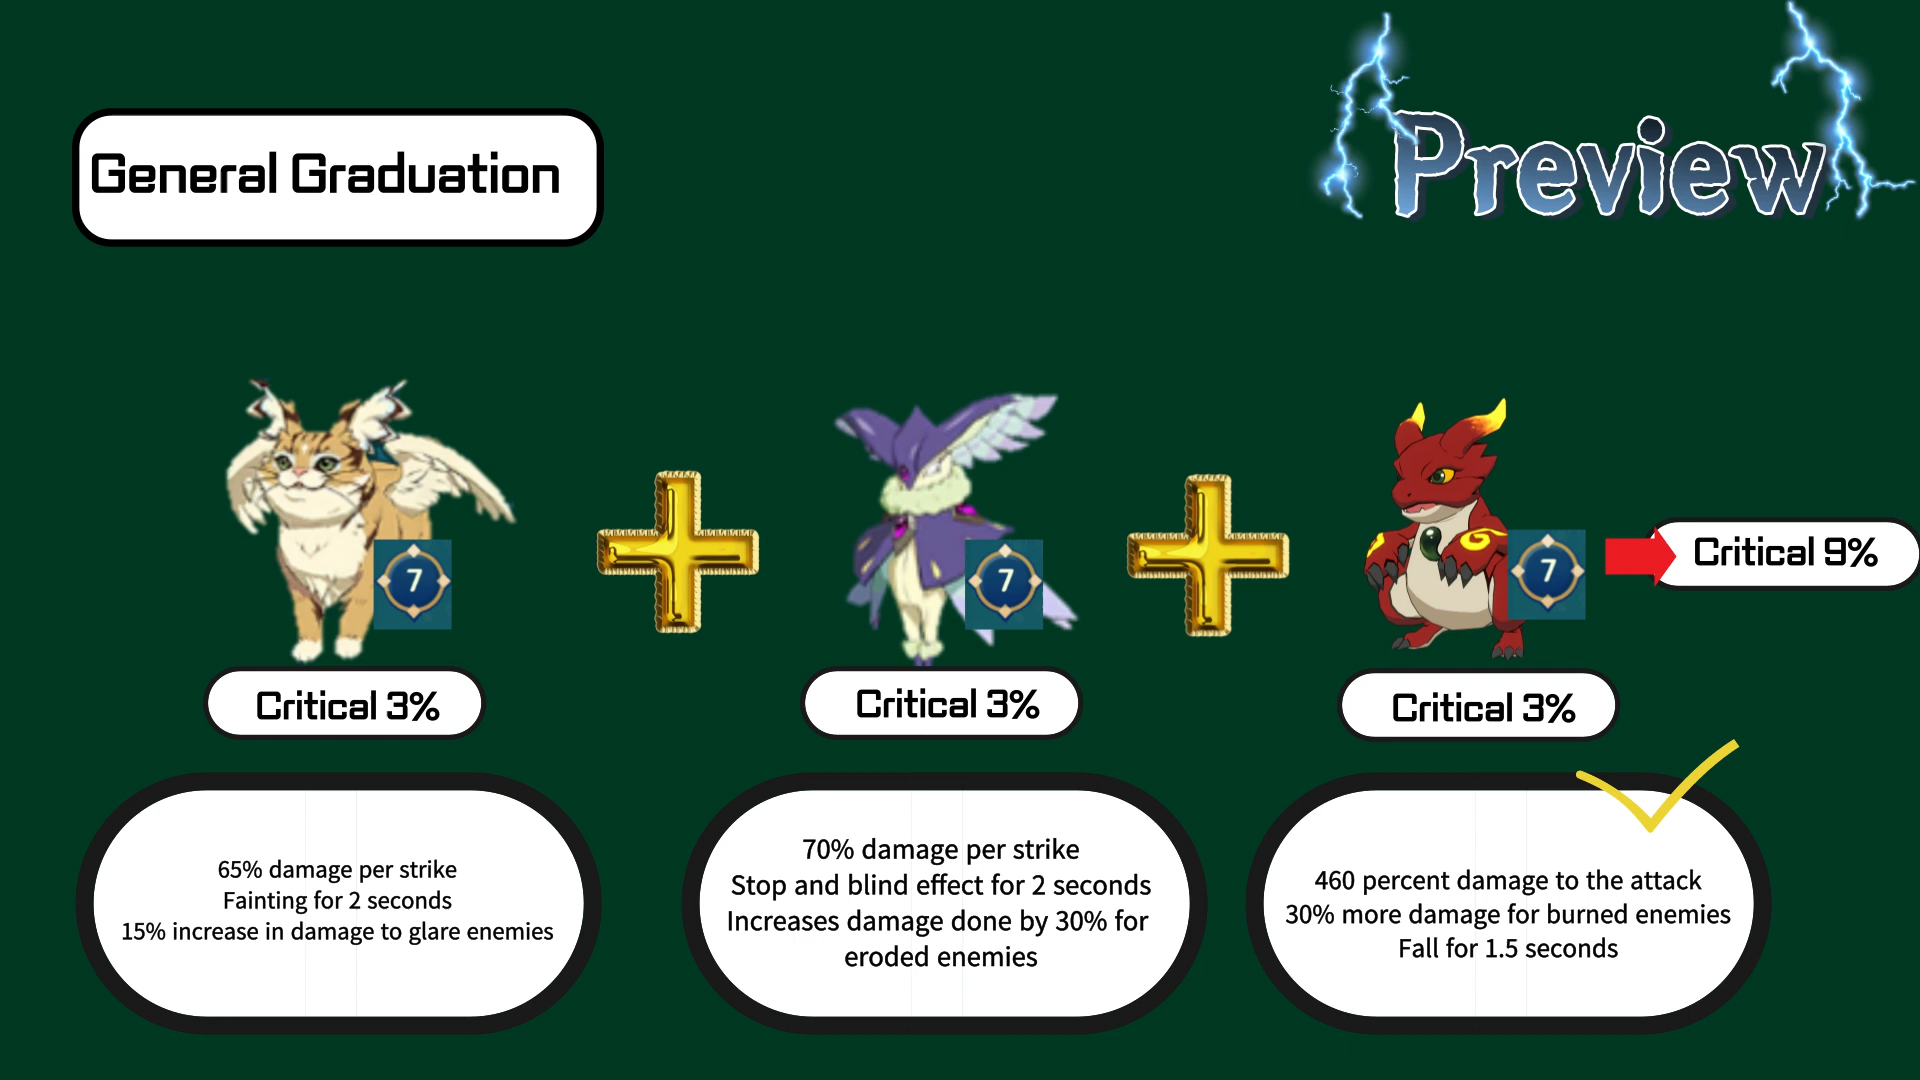 General Graduation
Preview
7
7
7
Critical 9%
Critical 3%
Critical 3%
Critical 3%
65% damage per strike
Fainting for 2 seconds
15% increase in damage to glare enemies
70% damage per strike
Stop and blind effect for 2 seconds
Increases damage done by 30% for
eroded enemies
460 percent damage to the attack
30% more damage for burned enemies
Fall for 1.5 seconds